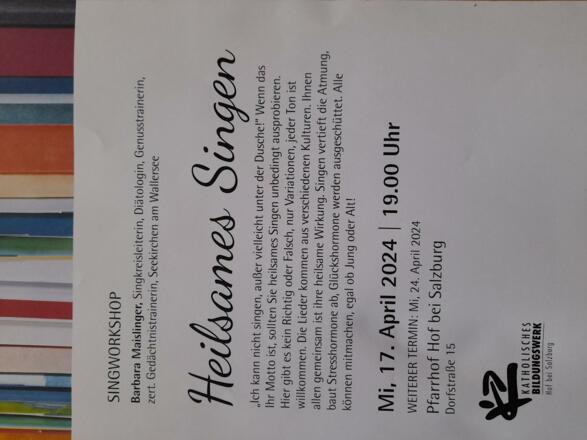 SINGWORKSHOP
Barbara Maislinger, Singkreisleiterin, Diätologin, Genusstrainerin,
zert. Gedächtnistrainerin, Seekirchen am Wallersee
Heilsames Singen
„Ich kann nicht singen, außer vielleicht unter der Dusche!" Wenn das
Ihr Motto ist, sollten Sie heilsames Singen unbedingt ausprobieren.
Hier gibt es kein Richtig oder Falsch, nur Variationen, jeder Ton ist
willkommen. Die Lieder kommen aus verschiedenen Kulturen. Ihnen
allen gemeinsam ist ihre heilsame Wirkung. Singen vertieft die Atmung,
baut Stresshormone ab, Glückshormone werden ausgeschüttet. Alle
können mitmachen, egal ob Jung oder Alt!
Mi, 17. April 2024 | 19.00 Uhr
WEITERER TERMIN: Mi, 24. April 2024
Pfarrhof Hof bei Salzburg
Dorfstraße 15
KATHOLISCHES
BILDUNGSWERK
Hof bei Salzburg